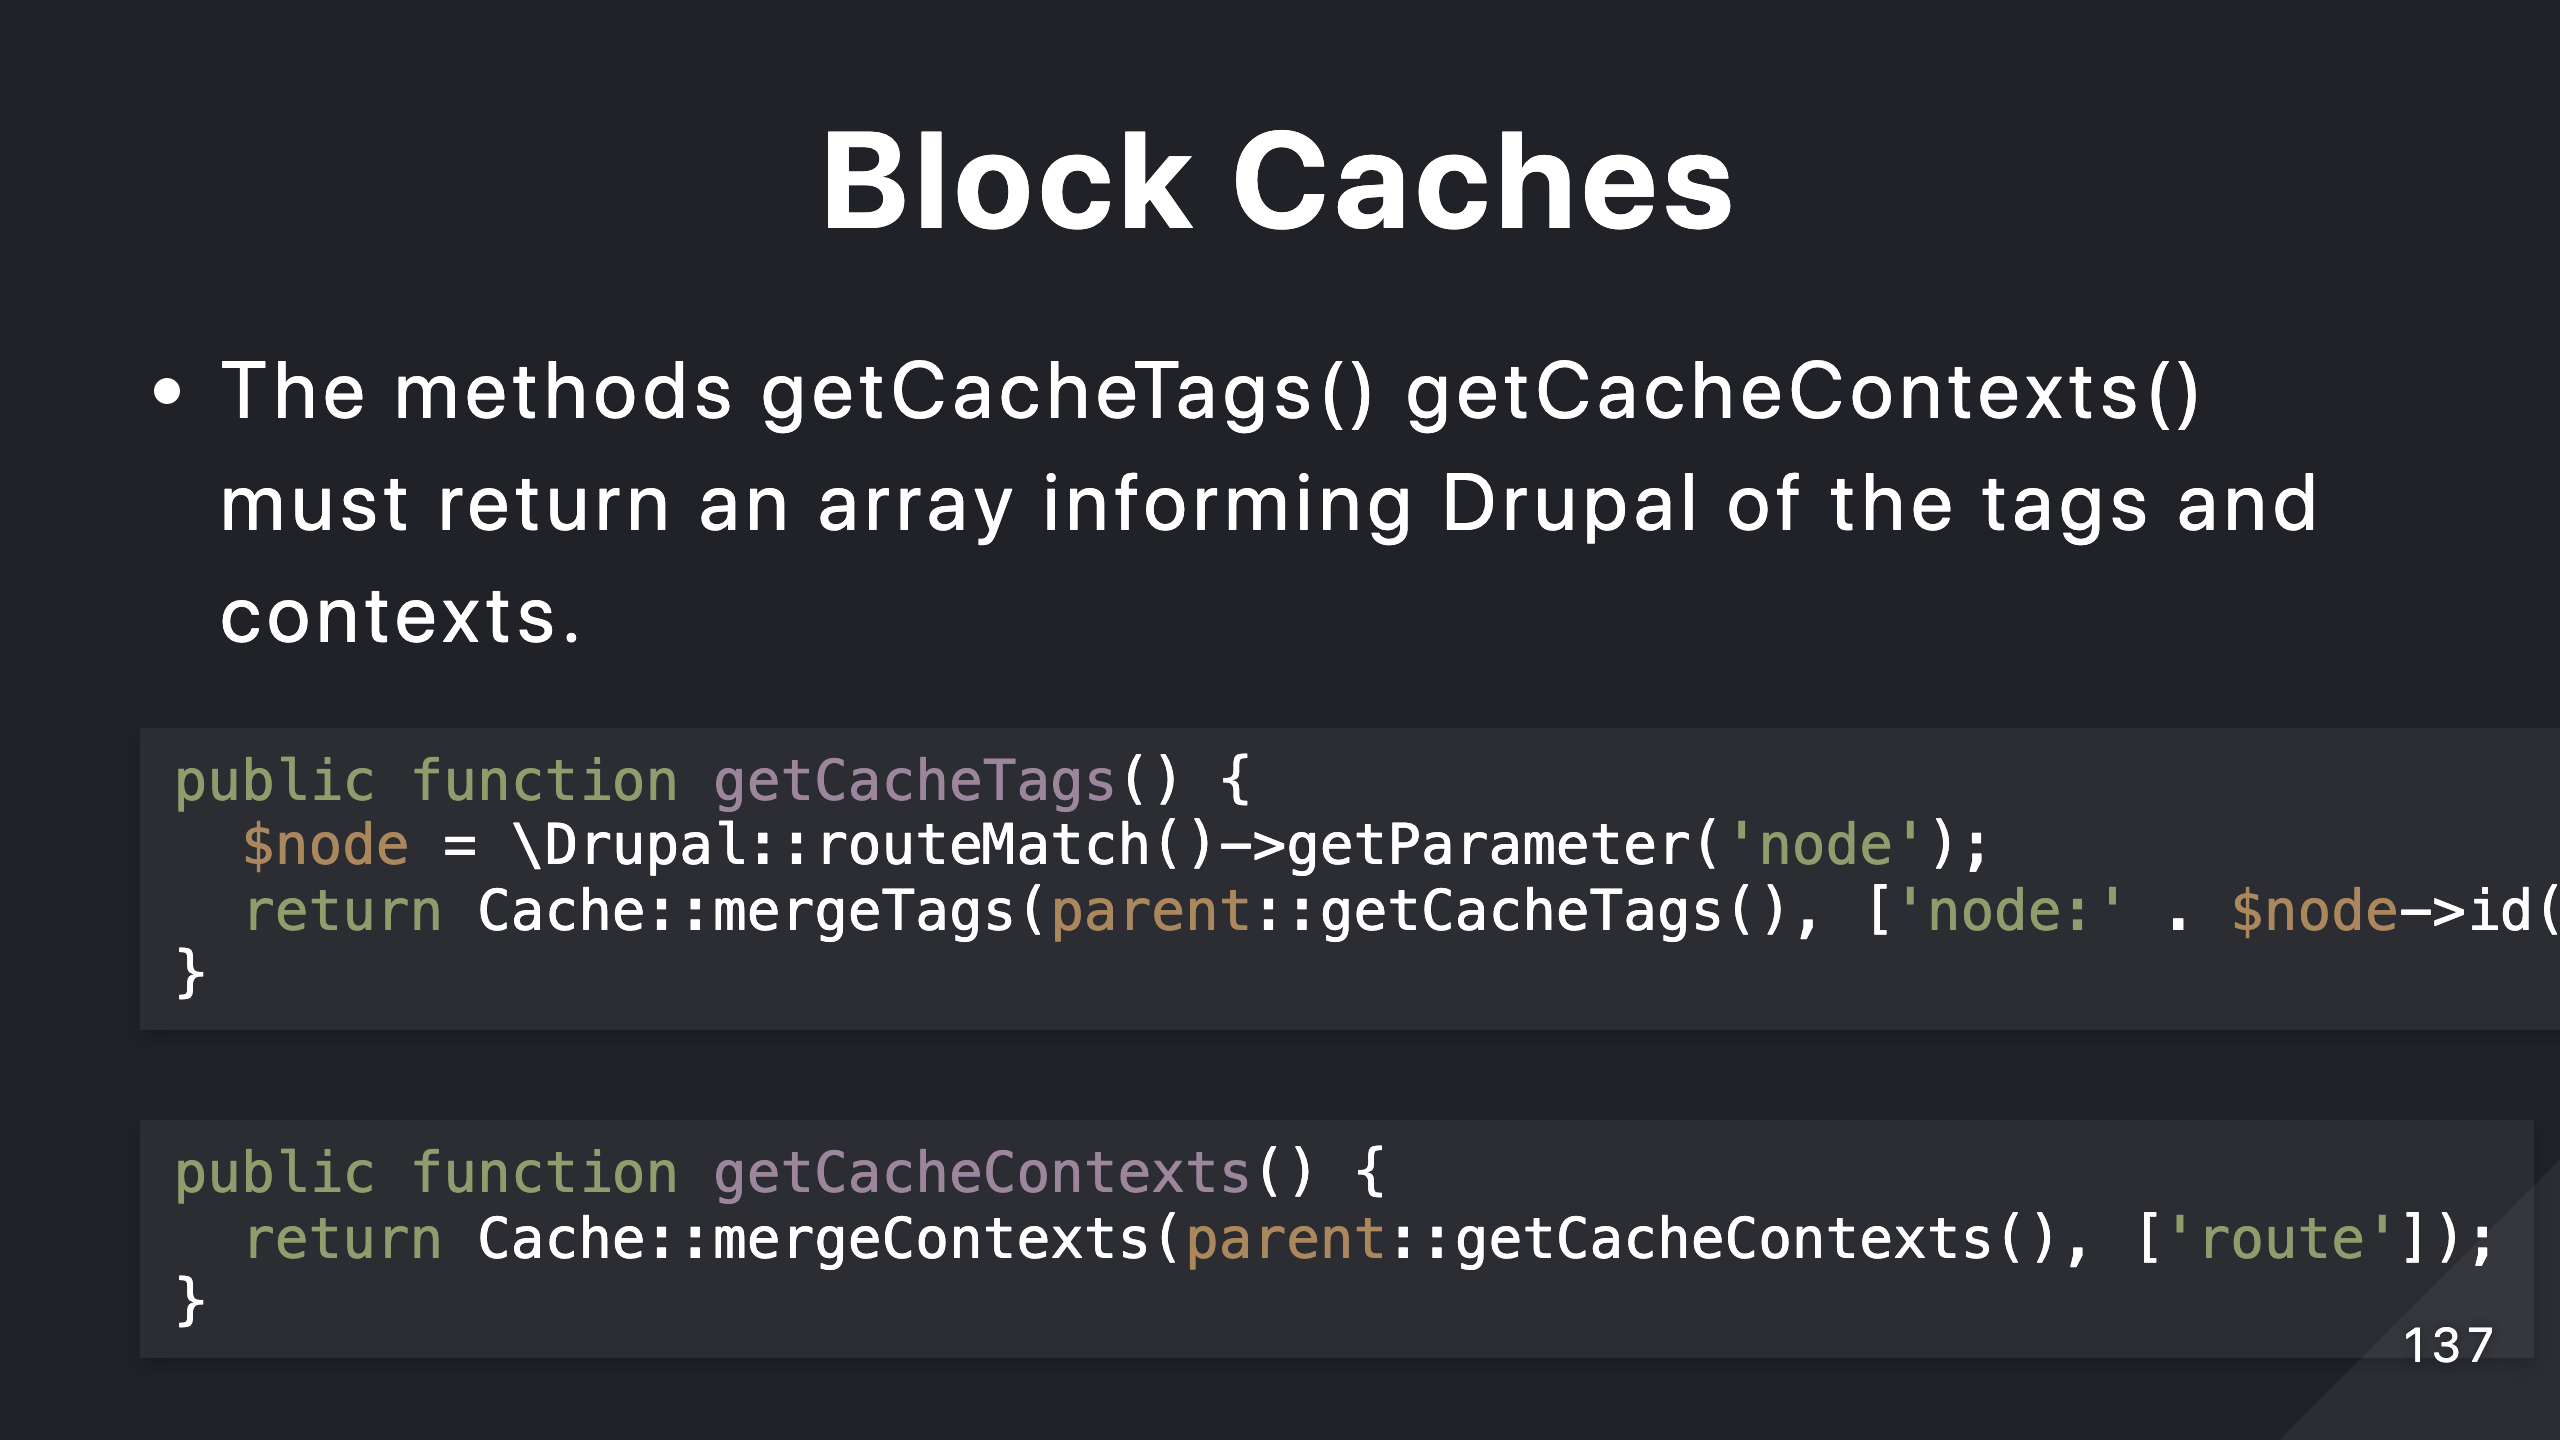 Block Caches
• The methods getCacheTags() getCacheContexts()
must return an array informing Drupal of the tags and
contexts.
public function getCacheTags() {
  $node = \Drupal::routeMatch()->getParameter('node');
  return Cache::mergeTags(parent::getCacheTags(), ['node:' . $node->id(
}
public function getCacheContexts() {
  return Cache::mergeContexts(parent::getCacheContexts(), ['route']);
}
137